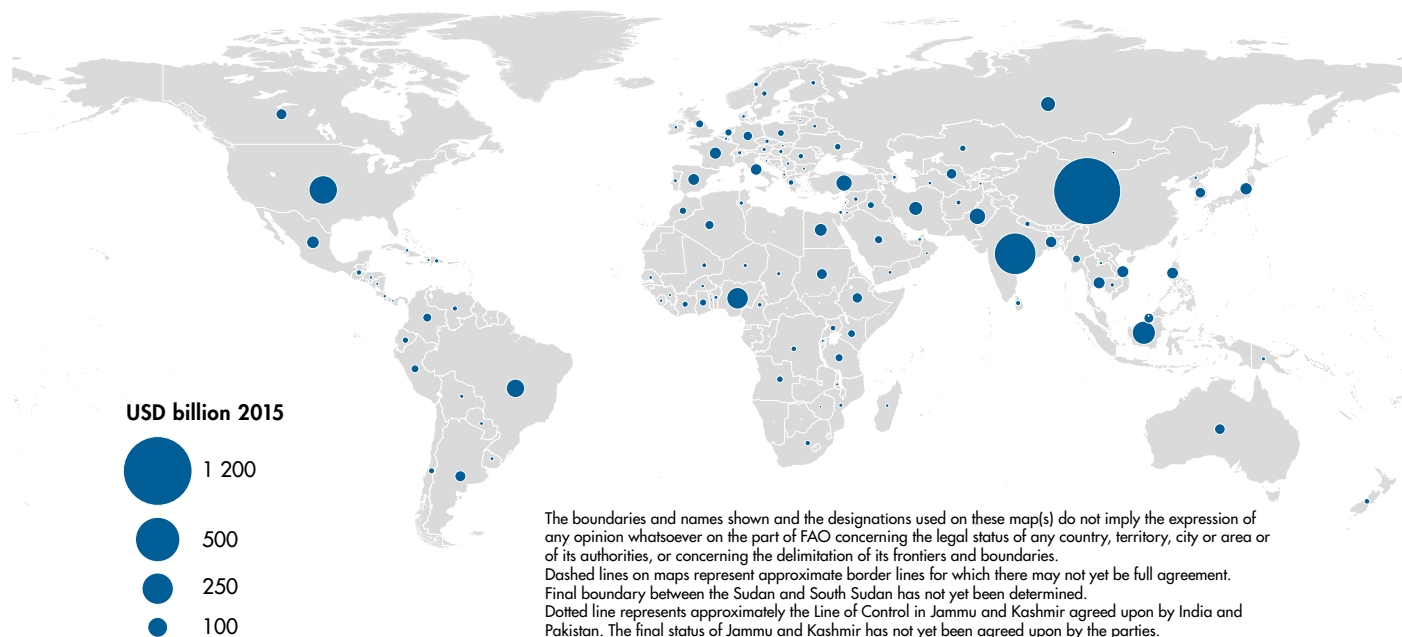 USD billion 2015
1 200
500
250
100
The boundaries and names shown and the designations used on these map(s) do not imply the expression of
any opinion whatsoever on the part of FAO concerning the legal status of any country, territory, city or area or
of its authorities, or concerning the delimitation of its frontiers and boundaries.
Dashed lines on maps represent approximate border lines for which there may not yet be full agreement.
Final boundary between the Sudan and South Sudan has not yet been determined.
Dotted line represents approximately the Line of Control in Jammu and Kashmir agreed upon by India and
Pakistan. The final status of Jammu and Kashmir has not yet been agreed upon by the parties.